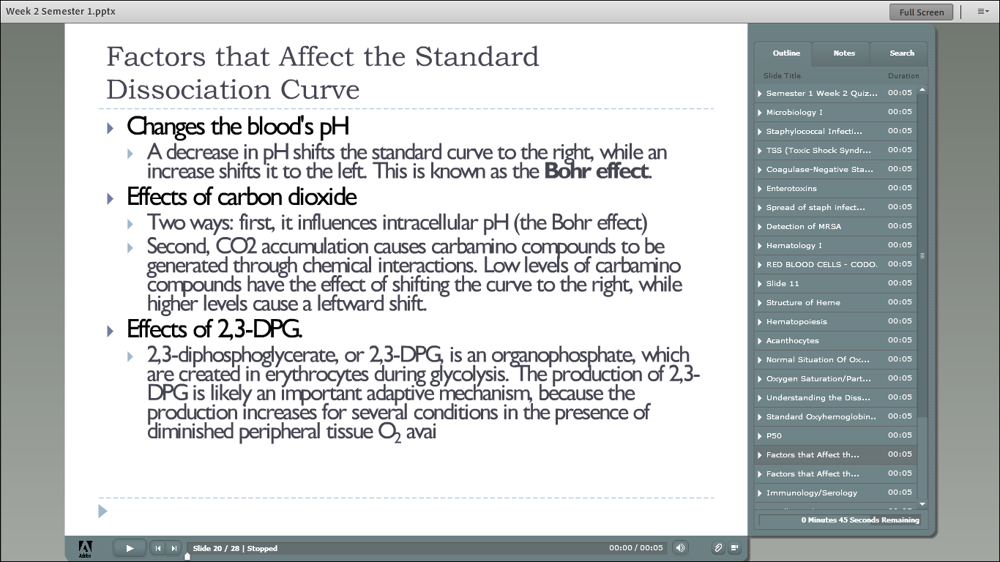 Week 2 Semester 1.pptx
Full Screen
Factors that Affect the Standard
Dissociation Curve
Changes the blood's pH
A decrease in pH shifts the standard curve to the right, while an
increase shifts it to the left. This is known as the Bohr effect.
Effects of carbon dioxide
Two ways: first, it influences intracellular pH (the Bohr effect)
Second, CO2 accumulation causes carbamino compounds to be
generated through chemical interactions. Low levels of carbamino
compounds have the effect of shifting the curve to the right, while
higher levels cause a leftward shift.
Effects of 2,3-DPG.
2,3-diphosphoglycerate, or 2,3-DPG, is an organophosphate, which
are created in erythrocytes during glycolysis. The production of 2,3-
DPG is likely an important adaptive mechanism, because the
production increases for several conditions in the presence of
diminished peripheral tissue O₂ avai
Outline Notes Search
Slide Title Duration
Semester 1 Week 2 Quiz... 00:05
Microbiology I 00:05
Staphylococcal Infecti... 00:05
TSS (Toxic Shock Syndr... 00:05
Coagulase-Negative Sta... 00:05
Enterotoxins 00:05
Spread of staph infect... 00:05
Detection of MRSA 00:05
Hematology I 00:05
RED BLOOD CELLS - CODO. 00:05
Slide 11 00:05
Structure of Heme 00:05
Hematopoiesis 00:05
Acanthocytes 00:05
Normal Situation Of Ox... 00:05
Oxygen Saturation/Part... 00:05
Understanding the Diss... 00:05
Standard Oxyhemoglobin.. 00:05
P50 00:05
Factors that Affect th... 00:05
Factors that Affect th... 00:05
Immunology/Serology 00:05
0 Minutes 45 Seconds Remaining
Adobe
Slide 20 / 28 | Stopped
00:00 / 00:05